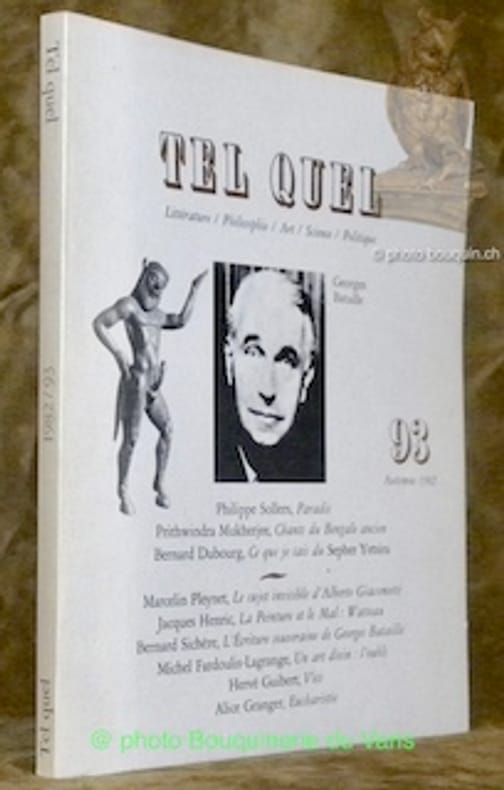 TEL QUEL
Littérature / Philosophie / Art / Science / Politique
© photo bouquin.ch
Georges
Bataille
93
Automne 1982
Philippe Sollers, Paradis
Prithwindra Mukherjee, Chants du Bengale ancien
Bernard Dubourg, Ce que je sais du Sepher Yetsira
Marcelin Pleynet, Le sujet invisible d'Alberto Giacometti
Jacques Henric, La Peinture et le Mal : Watteau
Bernard Sichère, L'Écriture souveraine de Georges Bataille
Michel Fardoulis-Lagrange, Un art divin : l'oubli
Hervé Guibert, Vice
Alice Granger, Eucharistie
Tel quel
1982 / 93
Tel quel
© photo Bouquinerie du Varis